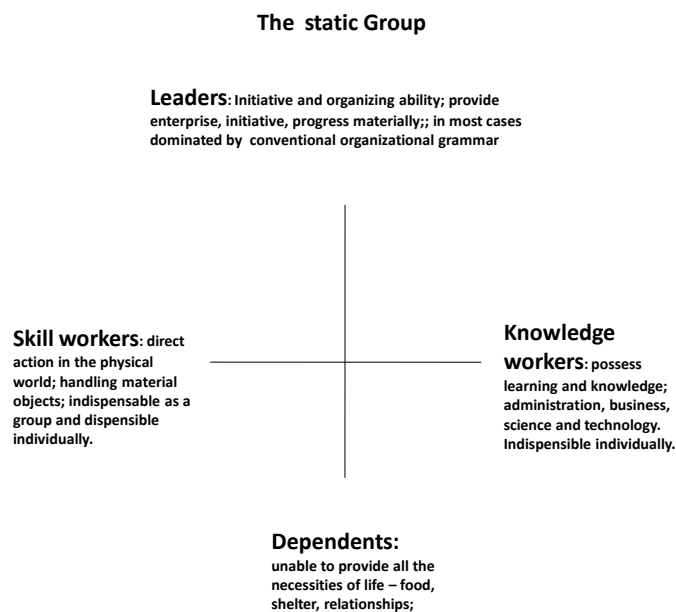 The static Group
Leaders: Initiative and organizing ability; provide
enterprise, initiative, progress materially;; in most cases
dominated by conventional organizational grammar
Skill workers: direct
action in the physical
world; handling material
objects; indispensable as a
group and dispensible
individually.
Knowledge
workers: possess
learning and knowledge;
administration, business,
science and technology.
Indispensible individually.
Dependents:
unable to provide all the
necessities of life – food,
shelter, relationships;